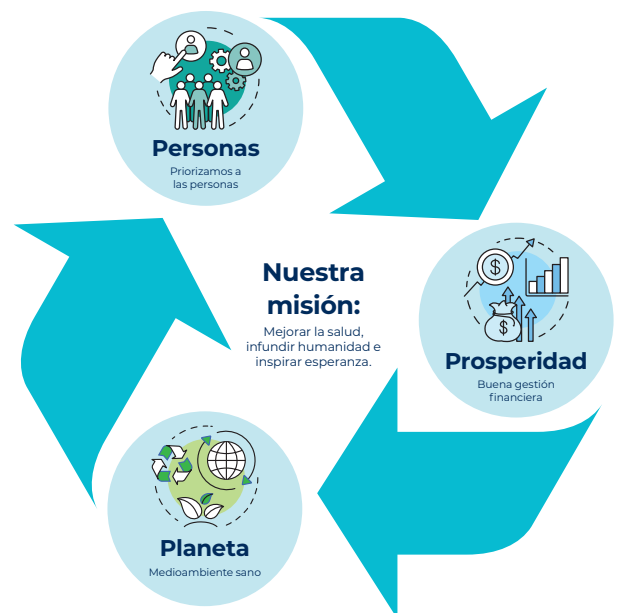 Personas
Priorizamos a
las personas
Nuestra
misión:
Mejorar la salud,
infundir humanidad e
inspirar esperanza.
$
$
Prosperidad
Buena gestión
financiera
Planeta
Medioambiente sano